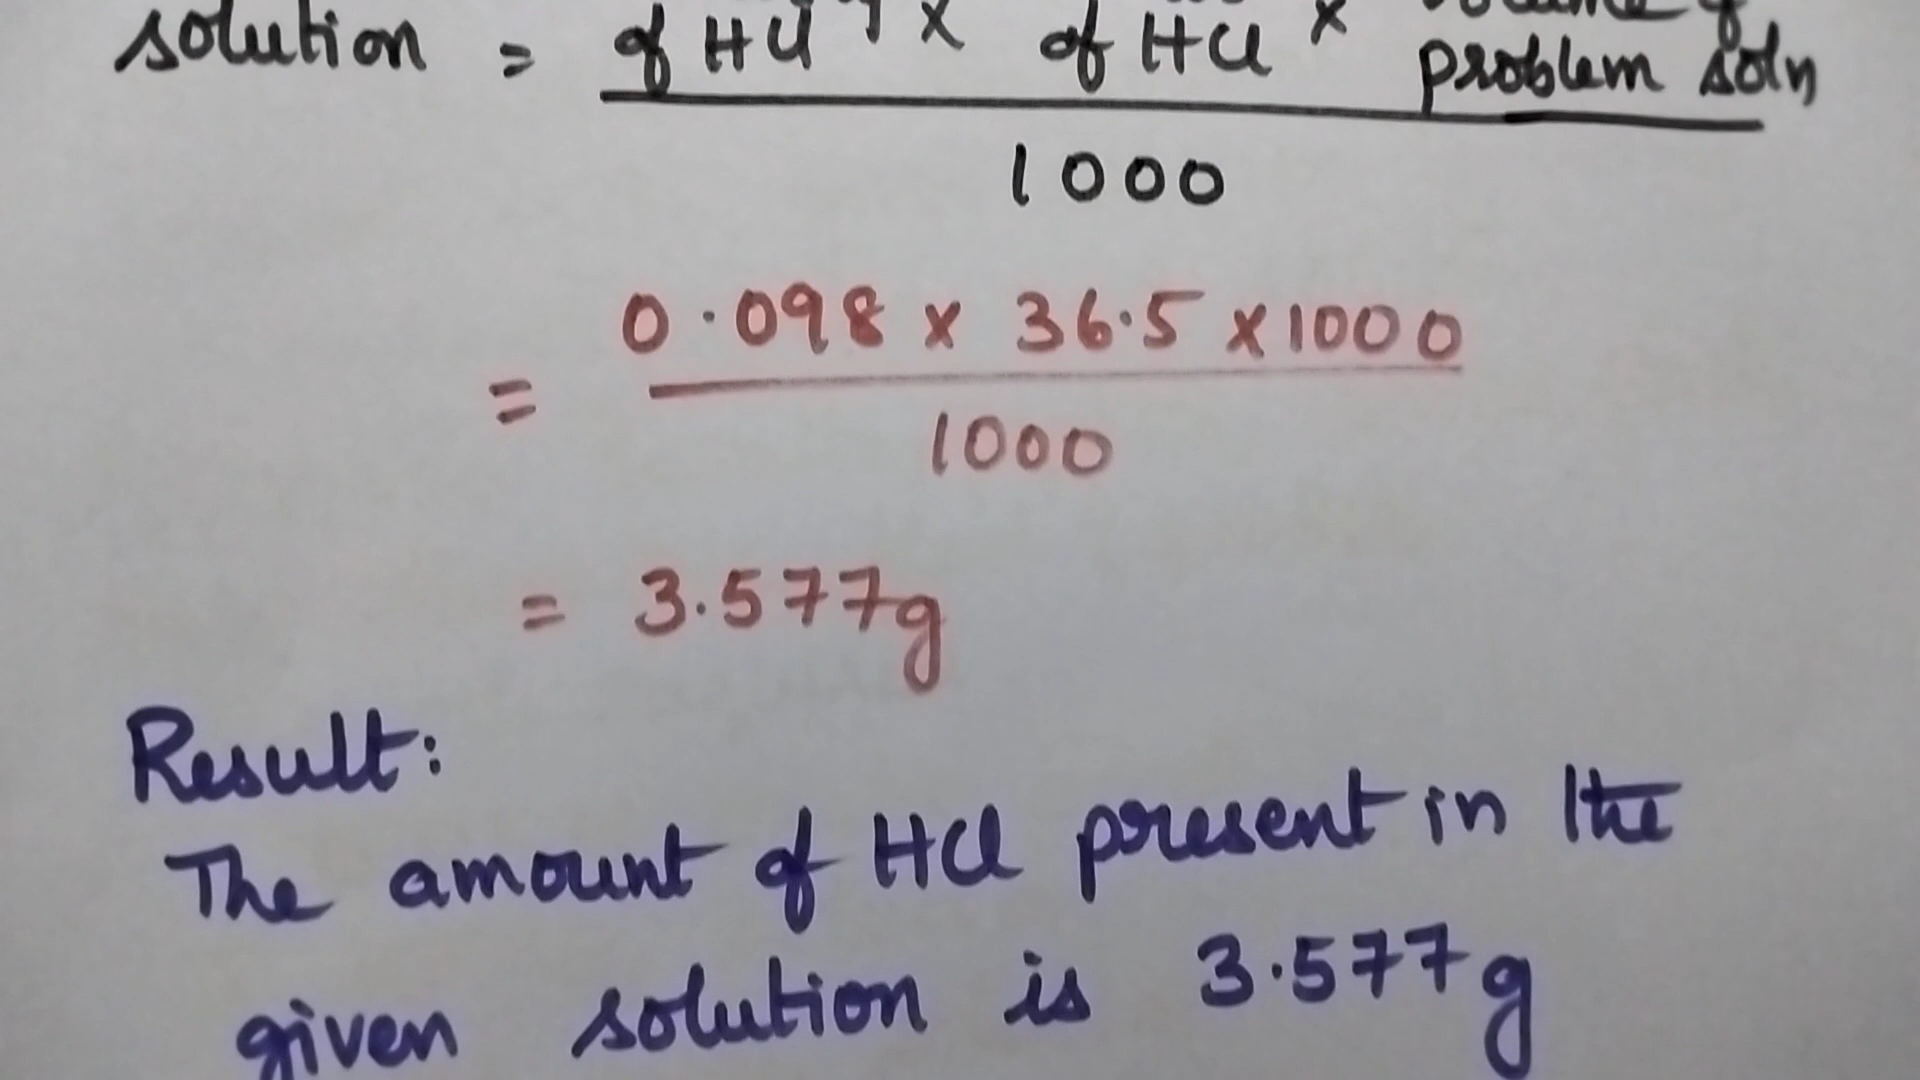 solution = of HCl × of HCl × problem soln
1000
= 0.098 × 36.5 × 1000
1000
= 3.577g
Result:
The amount of HCl present in the
given solution is 3.577g